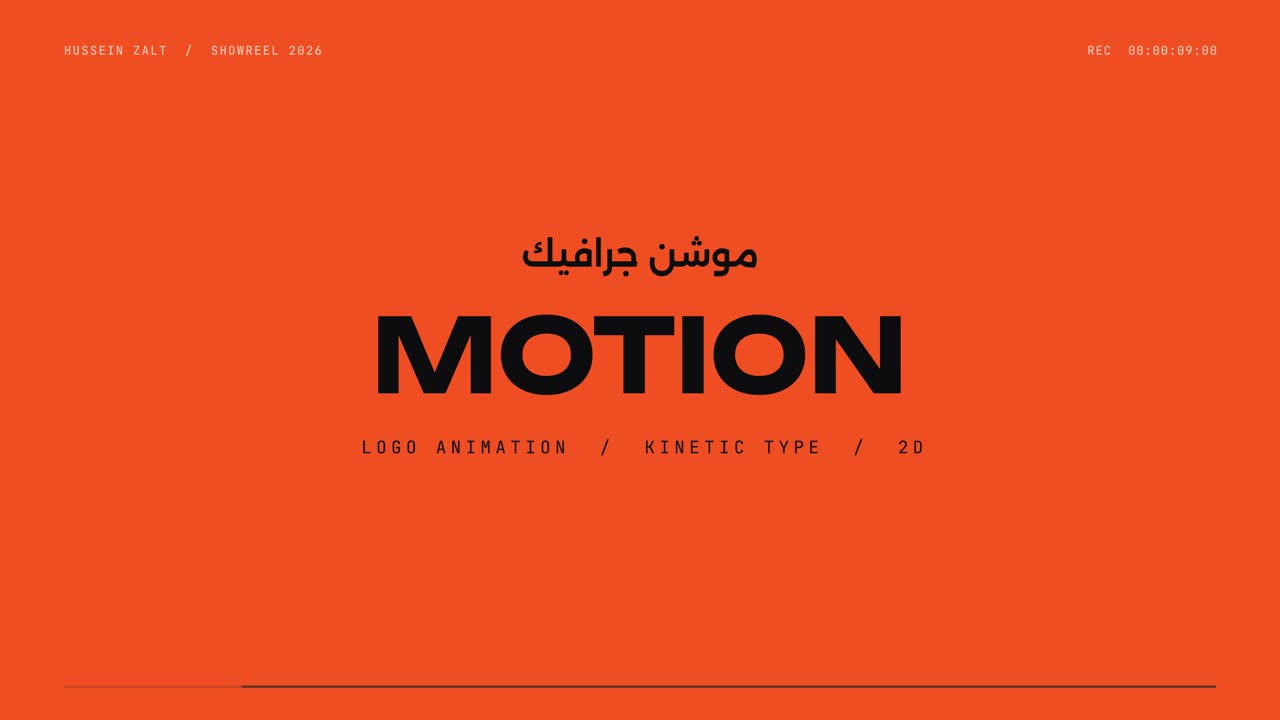 HUSSEIN ZALT / SHOWREEL 2026
REC 00:00:09:00
موشن جرافيك
MOTION
LOGO ANIMATION / KINETIC TYPE / 2D